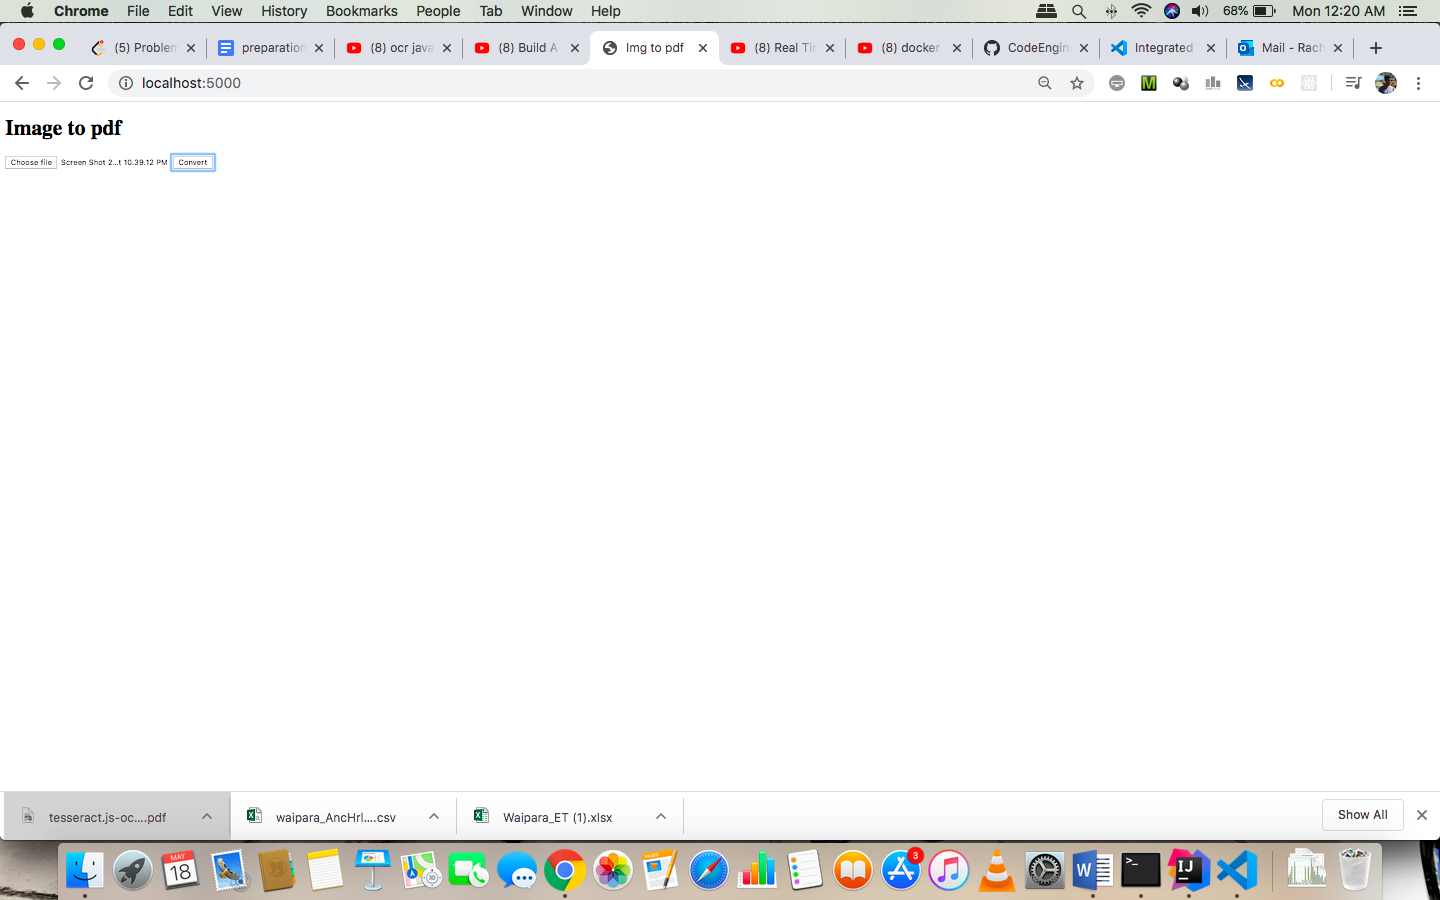 Chrome File Edit View History Bookmarks People Tab Window Help 68% Mon 12:20 AM
(5) Problem preparation (8) ocr java (8) Build A Img to pdf (8) Real Tin (8) docker CodeEngin Integrated Mail - Rach
localhost:5000
Image to pdf
Choose file Screen Shot 2...t 10.39.12 PM Convert
tesseract.js-oc....pdf waipara_AncHrl....csv Waipara_ET (1).xlsx Show All
MAY
18
3